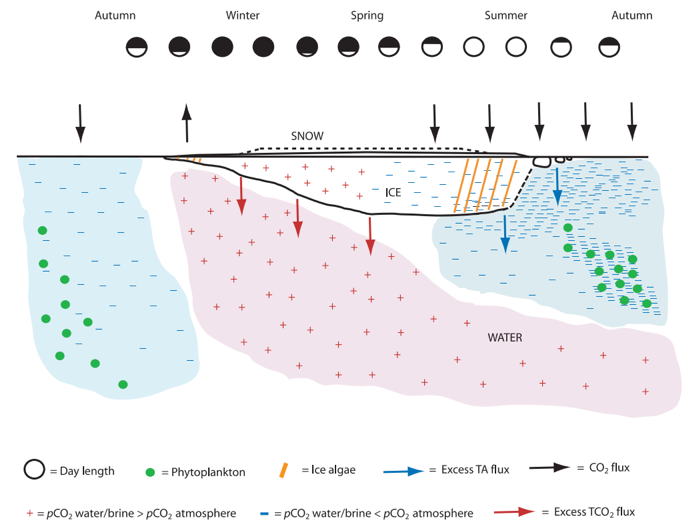 Autumn Winter Spring Summer Autumn
SNOW
ICE
WATER
= Day length = Phytoplankton = Ice algae = Excess TA flux = CO₂ flux
+ = pCO₂ water/brine > pCO₂ atmosphere – = pCO₂ water/brine < pCO₂ atmosphere = Excess TCO₂ flux